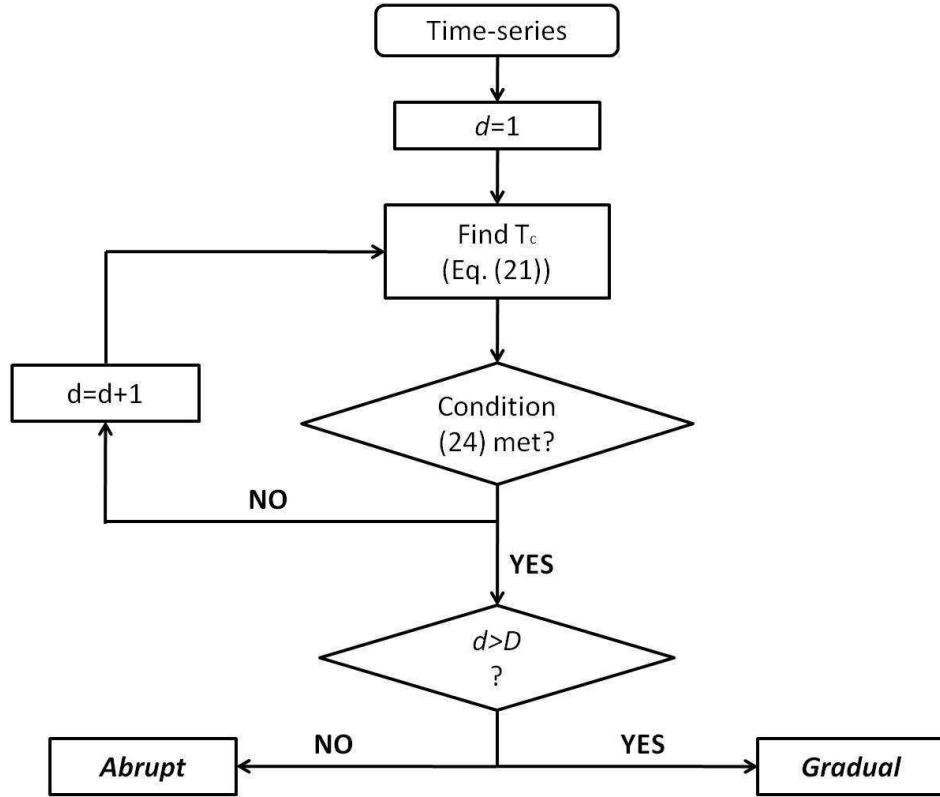 Time-series
d=1
Find Tc
(Eq. (21))
d=d+1
Condition
(24) met?
NO
YES
d>D
?
NO
YES
Abrupt
Gradual